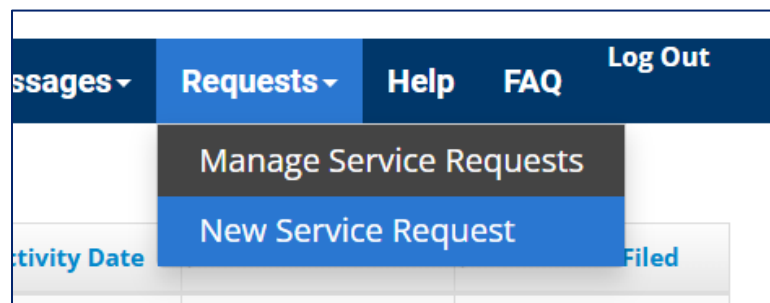 ssages Requests Help FAQ Log Out
Manage Service Requests
New Service Request
ctivity Date Filed